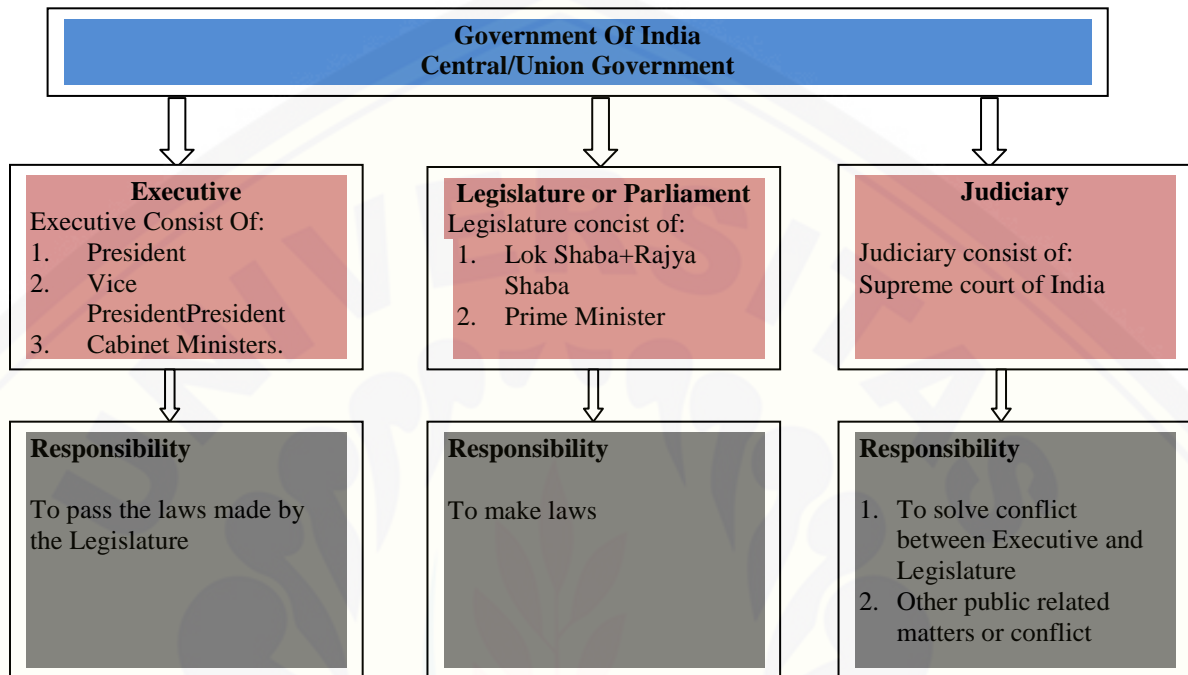 Government Of India
Central/Union Government
Executive
Executive Consist Of:
1. President
2. Vice
PresidentPresident
3. Cabinet Ministers.
Legislature or Parliament
Legislature concist of:
1. Lok Shaba+Rajya
Shaba
2. Prime Minister
Judiciary
Judiciary consist of:
Supreme court of India
Responsibility
To pass the laws made by
the Legislature
Responsibility
To make laws
Responsibility
1. To solve conflict
between Executive and
Legislature
2. Other public related
matters or conflict
UNIVERSITAS